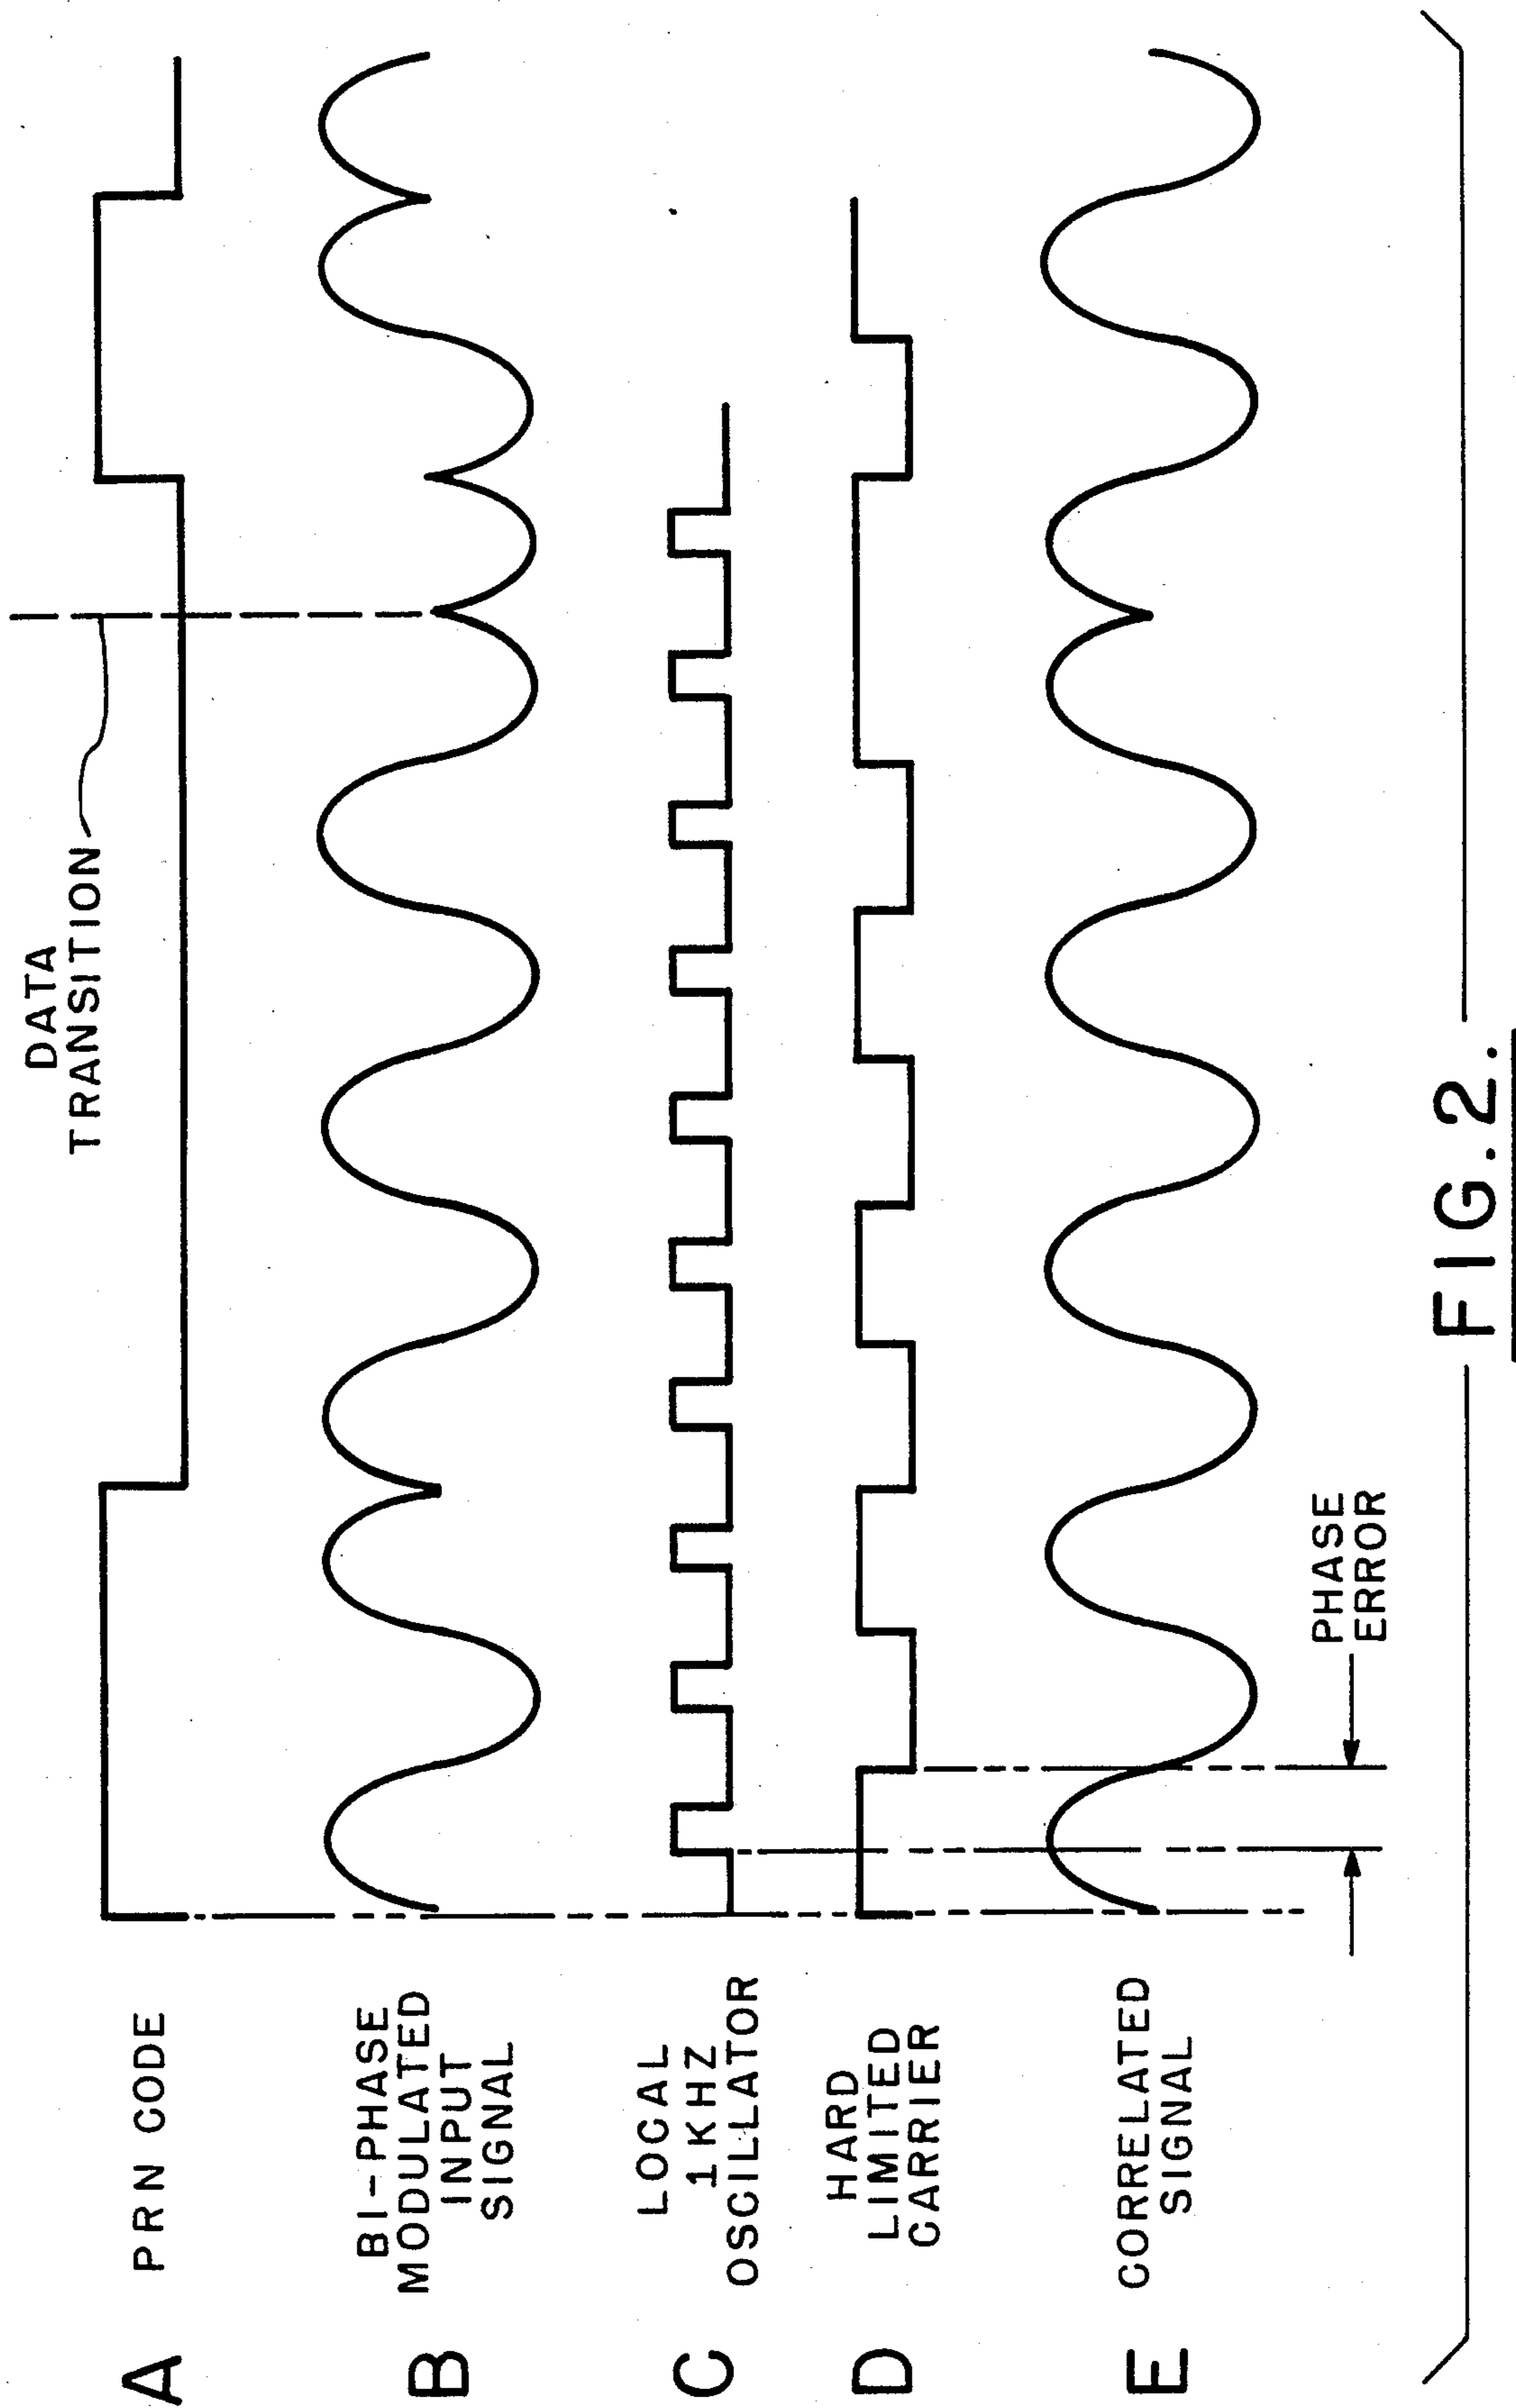 DATA
TRANSITION
A
PRN CODE
B
BI-PHASE
MODULATED
INPUT
SIGNAL
C
LOCAL
1KHZ
OSCILLATOR
D
HARD
LIMITED
CARRIER
E
CORRELATED
SIGNAL
PHASE
ERROR
FIG.2.